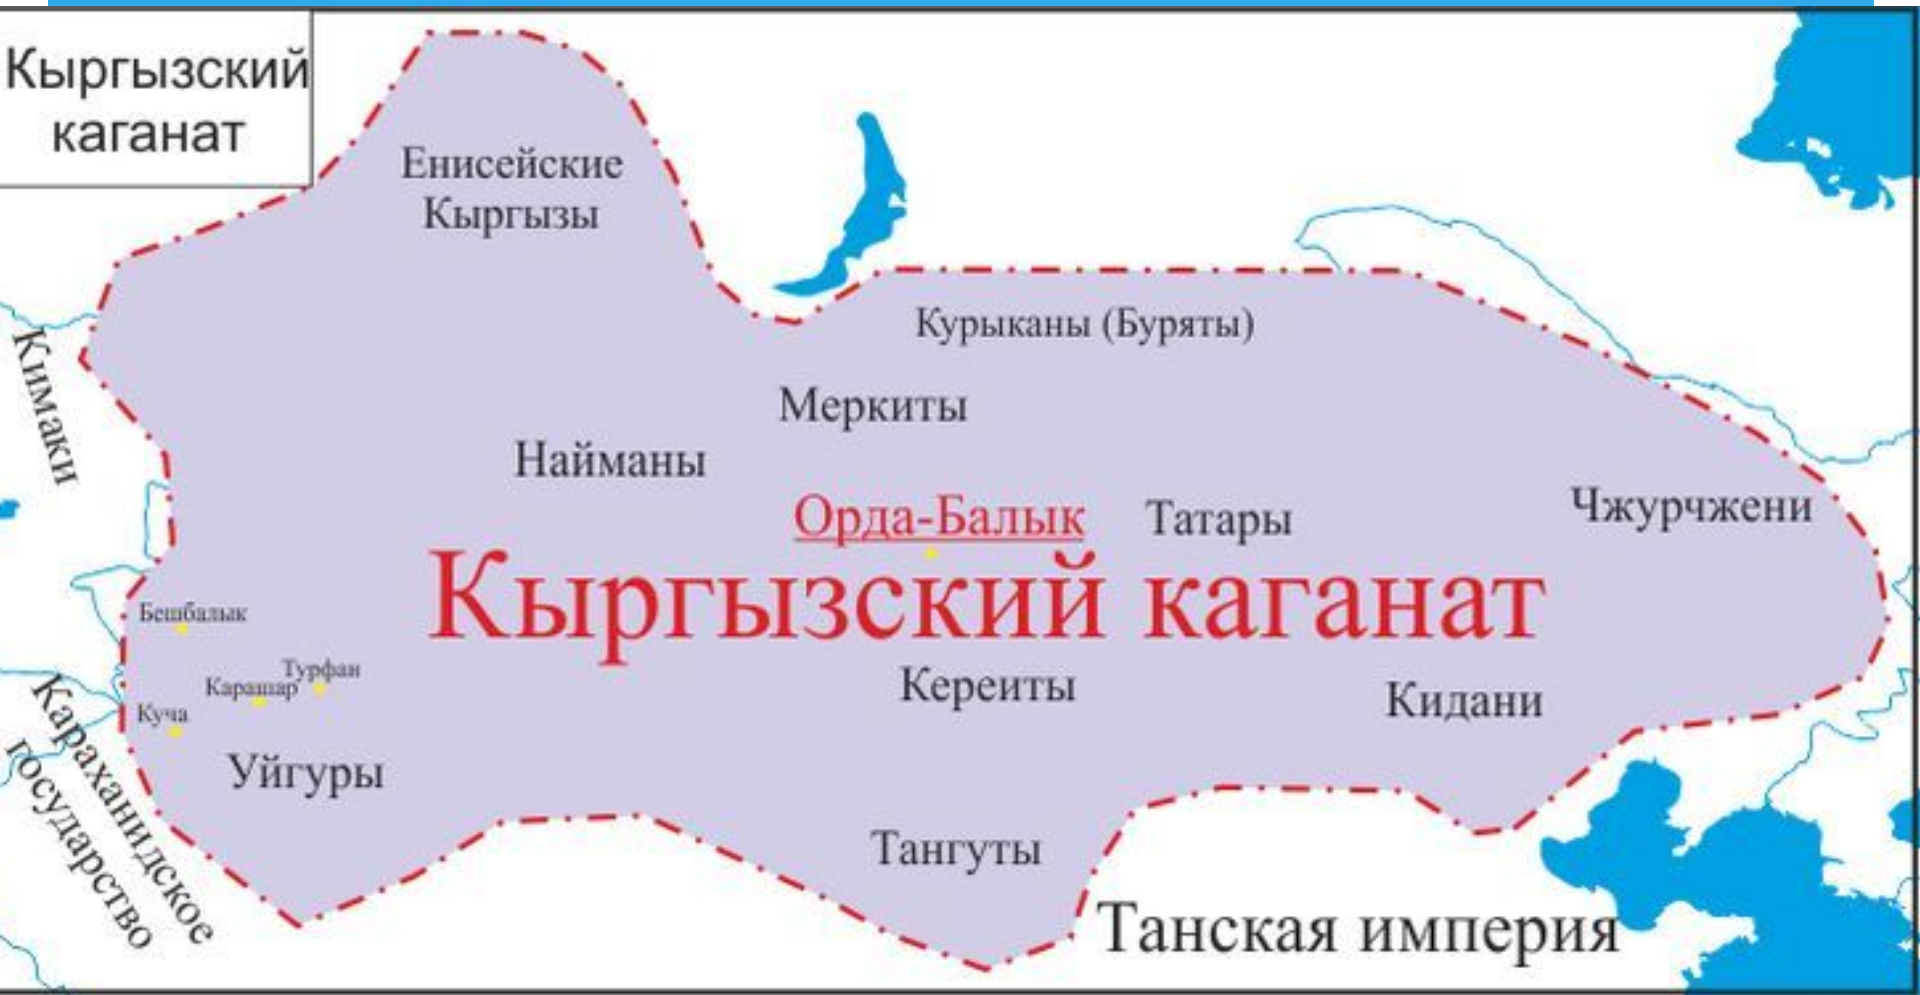 Кыргызский
каганат
Енисейские
Кыргызы
Курыканы (Буряты)
Кимаки
Меркиты
Найманы
Орда-Балык
Татары
Чжурчжени
Кыргызский каганат
Бешбалык
Турфан
Карашар
Куча
Кереиты
Кидани
Уйгуры
Караханидское
государство
Тангуты
Танская империя